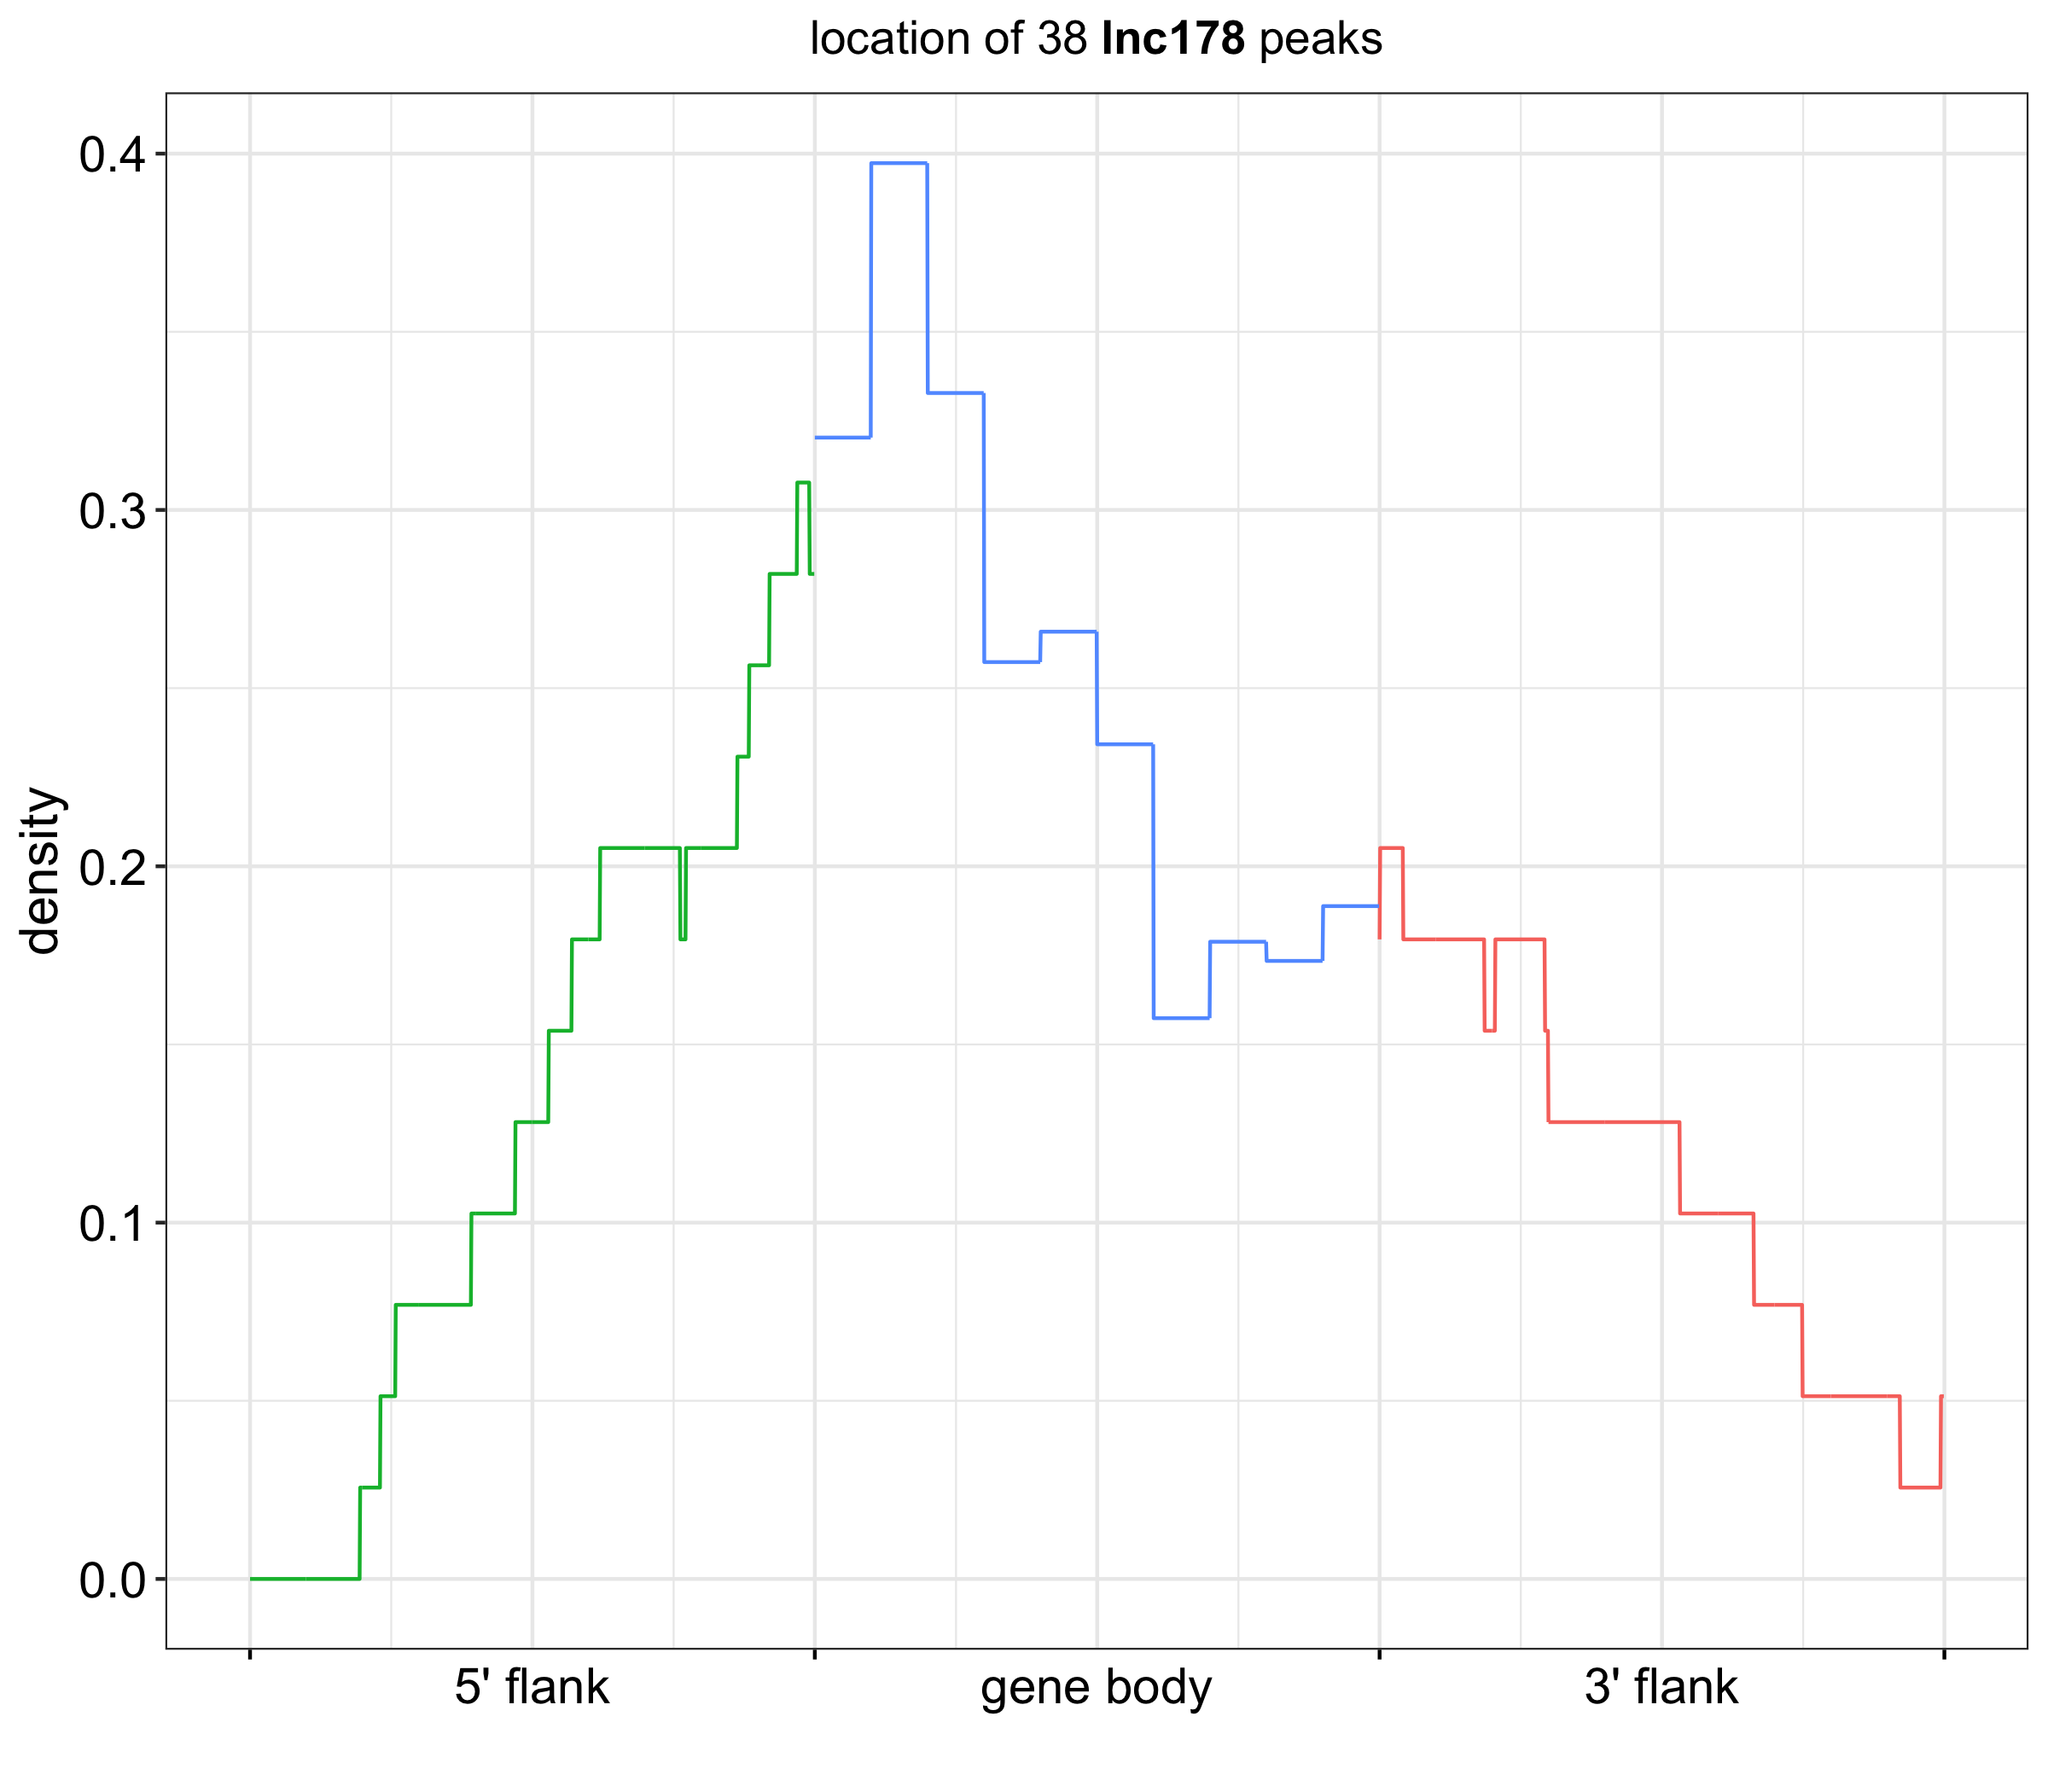 location of 38 lnc178 peaks
0.4
0.3
0.2
0.1
0.0
density
5' flank
gene body
3' flank